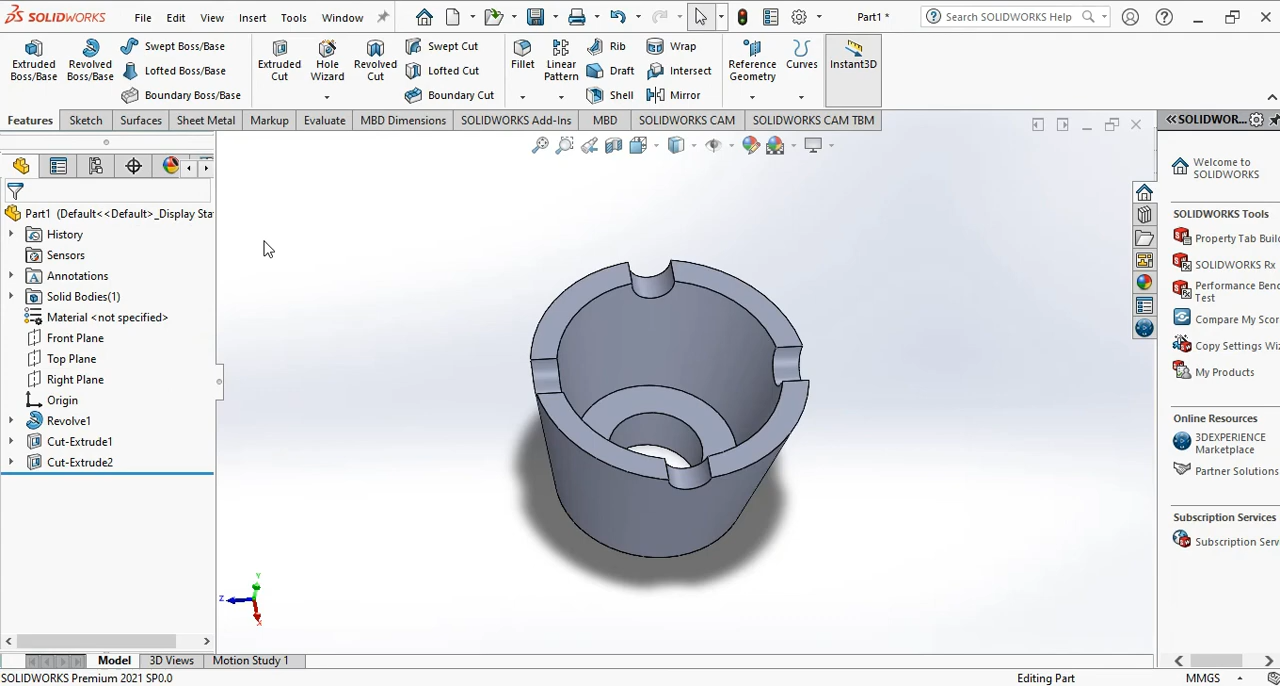 SOLIDWORKS File Edit View Insert Tools Window Part1 * Search SOLIDWORKS Help
Extruded Boss/Base
Revolved Boss/Base
Swept Boss/Base
Lofted Boss/Base
Boundary Boss/Base
Extruded Cut
Hole Wizard
Revolved Cut
Swept Cut
Lofted Cut
Boundary Cut
Fillet
Linear Pattern
Rib
Draft
Shell
Wrap
Intersect
Mirror
Reference Geometry
Curves
Instant3D
Features Sketch Surfaces Sheet Metal Markup Evaluate MBD Dimensions SOLIDWORKS Add-Ins MBD SOLIDWORKS CAM SOLIDWORKS CAM TBM
Part1 (Default<<Default>_Display Sta
History
Sensors
Annotations
Solid Bodies(1)
Material <not specified>
Front Plane
Top Plane
Right Plane
Origin
Revolve1
Cut-Extrude1
Cut-Extrude2
Y
Z
X
SOLIDWOR...
Welcome to
SOLIDWORKS
SOLIDWORKS Tools
Property Tab Build
SOLIDWORKS Rx
Performance Benc
Test
Compare My Scor
Copy Settings Wiz
My Products
Online Resources
3DEXPERIENCE
Marketplace
Partner Solutions
Subscription Services
Subscription Serv
Model 3D Views Motion Study 1
SOLIDWORKS Premium 2021 SP0.0 Editing Part MMGS